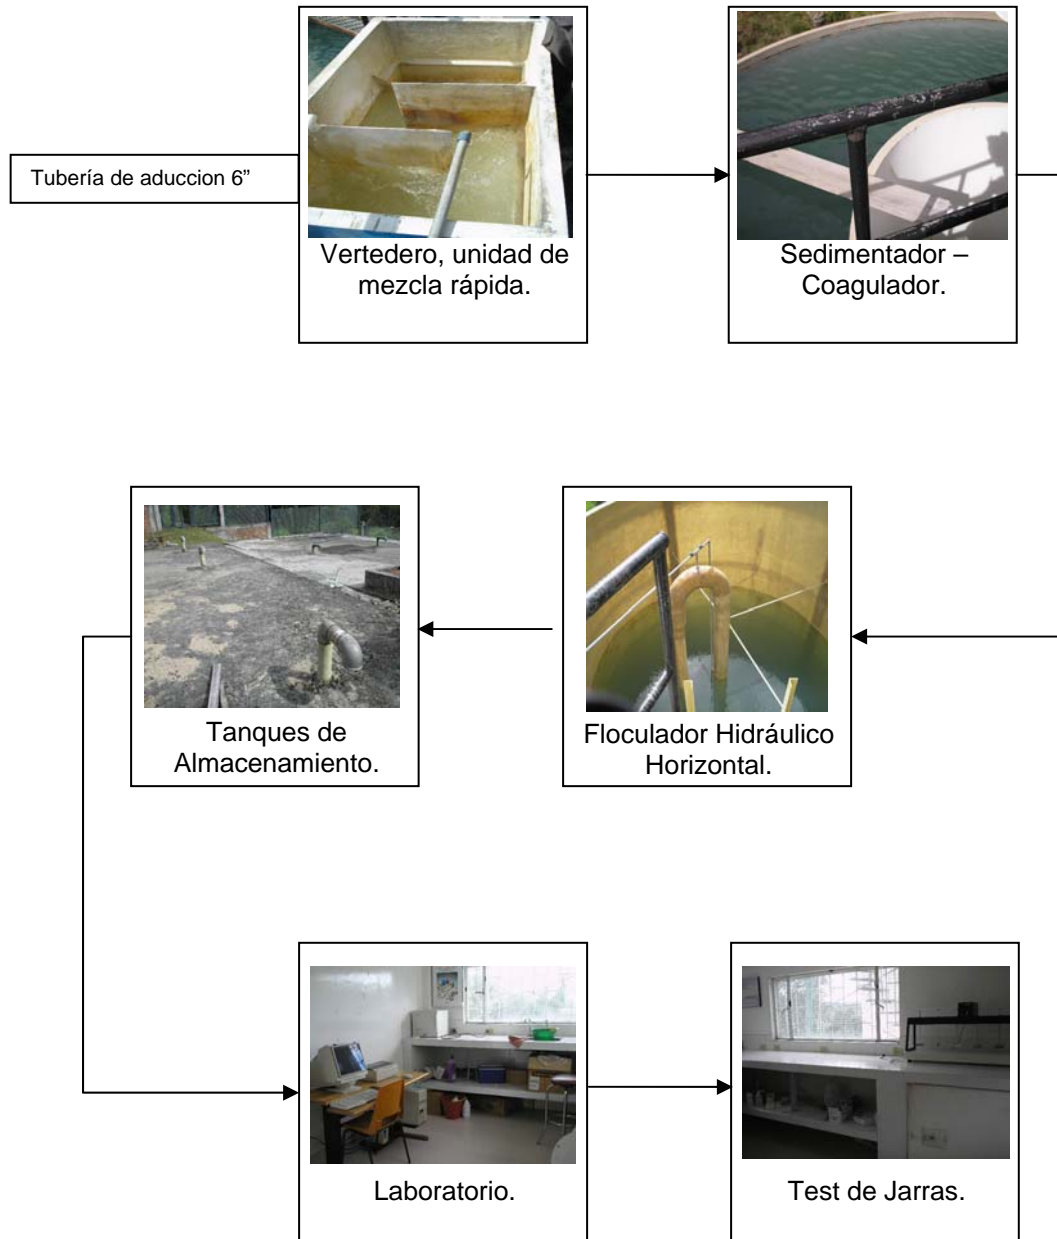 Tubería de aduccion 6”
Vertedero, unidad de
mezcla rápida.
Sedimentador –
Coagulador.
Tanques de
Almacenamiento.
Floculador Hidráulico
Horizontal.
Laboratorio.
Test de Jarras.